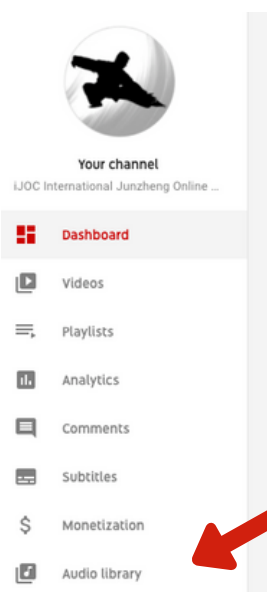 Your channel
iJOC International Junzheng Online ...
Dashboard
Videos
Playlists
Analytics
Comments
Subtitles
$ Monetization
Audio library